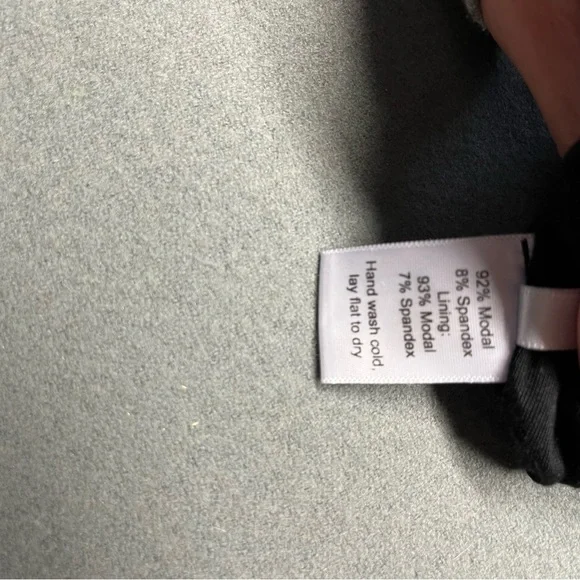 92% Modal
8% Spandex
Lining:
93% Modal
7% Spandex
Hand wash cold,
lay flat to dry